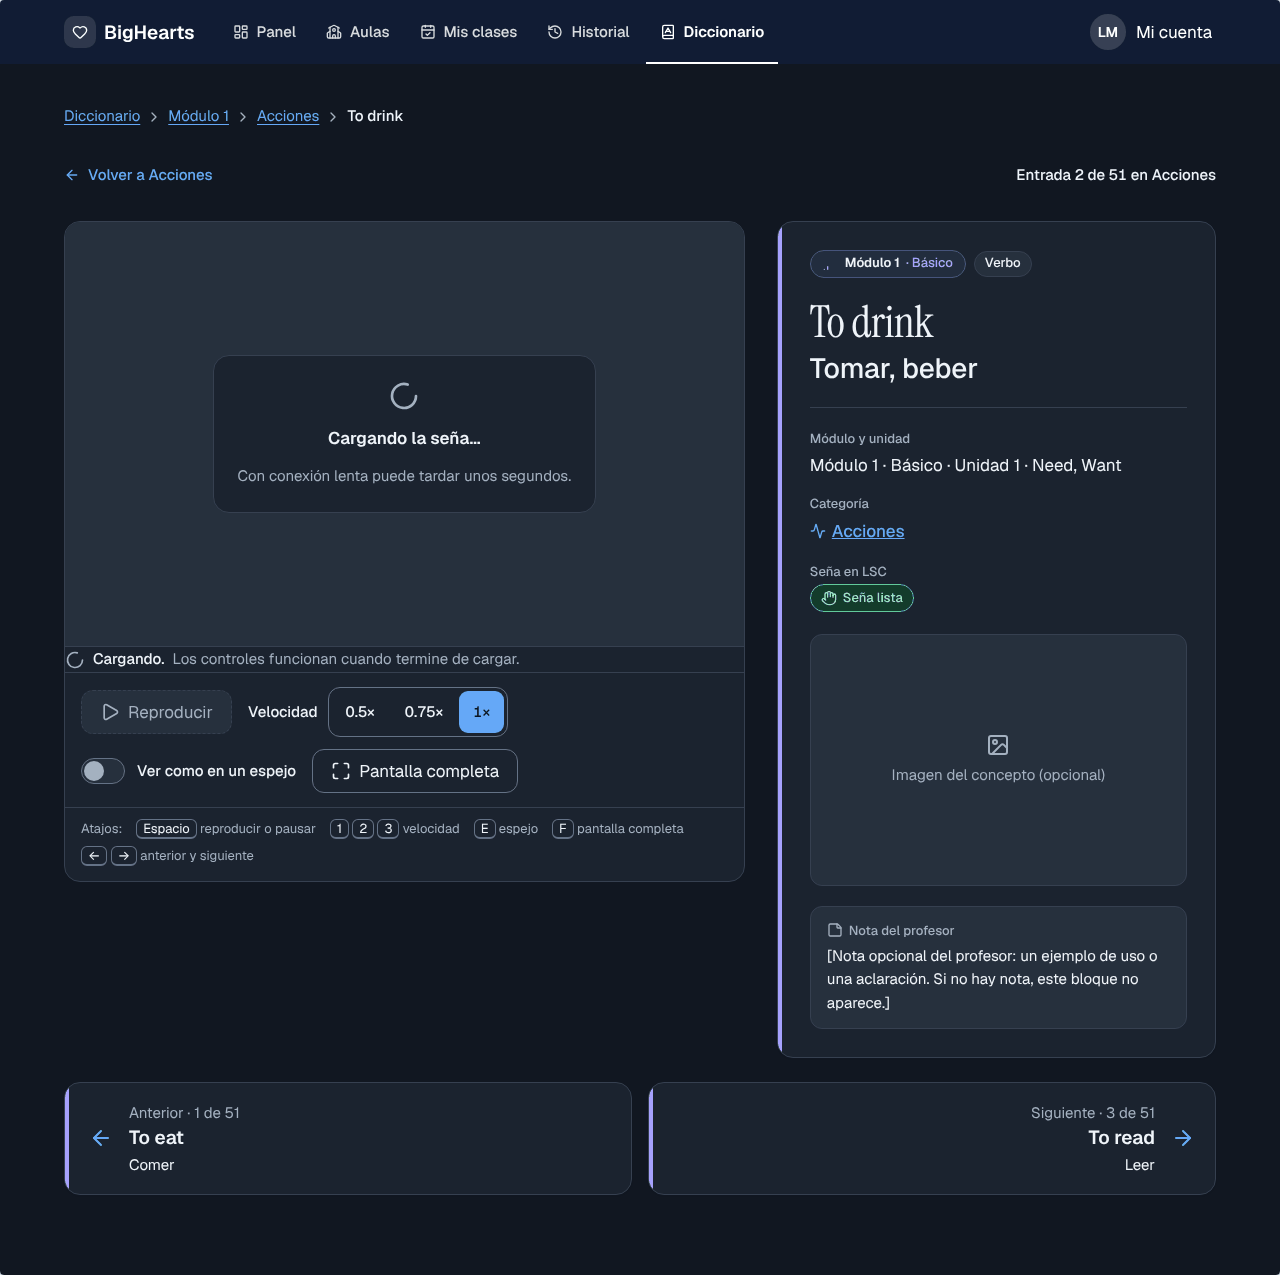 BigHearts
Panel
Aulas
Mis clases
Historial
Diccionario
LM
Mi cuenta
Diccionario > Módulo 1 > Acciones > To drink
Volver a Acciones
Entrada 2 de 51 en Acciones
Cargando la seña...
Con conexión lenta puede tardar unos segundos.
Cargando. Los controles funcionan cuando termine de cargar.
Reproducir
Velocidad
0.5×
0.75×
1×
Ver como en un espejo
Pantalla completa
Atajos: Espacio reproducir o pausar 1 2 3 velocidad E espejo F pantalla completa
← → anterior y siguiente
Módulo 1 · Básico
Verbo
To drink
Tomar, beber
Módulo y unidad
Módulo 1 · Básico · Unidad 1 · Need, Want
Categoría
Acciones
Seña en LSC
Seña lista
Imagen del concepto (opcional)
Nota del profesor
[Nota opcional del profesor: un ejemplo de uso o
una aclaración. Si no hay nota, este bloque no
aparece.]
Anterior · 1 de 51
To eat
Comer
Siguiente · 3 de 51
To read
Leer